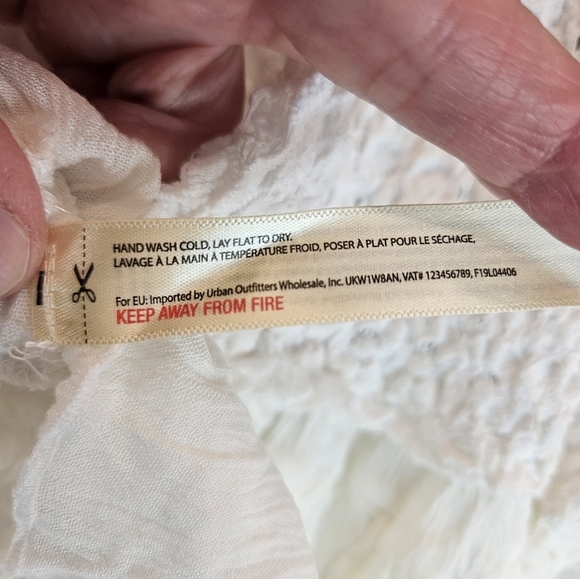 HAND WASH COLD, LAY FLAT TO DRY.
LAVAGE À LA MAIN À TEMPÉRATURE FROID, POSER À PLAT POUR LE SÉCHAGE,
For EU: Imported by Urban Outfitters Wholesale, Inc. UKW1W8AN, VAT# 123456789, F19L04406
KEEP AWAY FROM FIRE